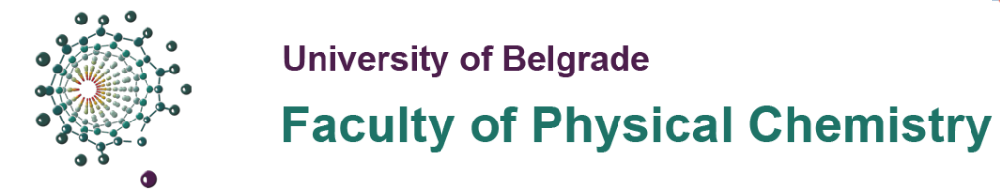 University of Belgrade
Faculty of Physical Chemistry